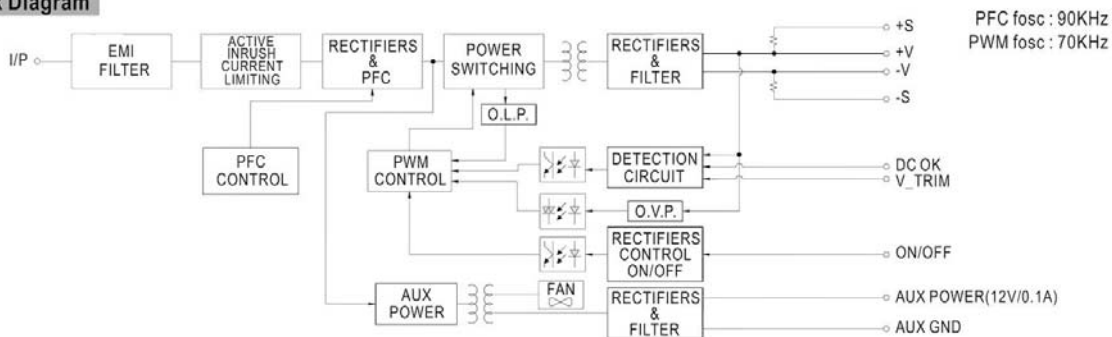 Diagram
PFC fosc : 90KHz
PWM fosc : 70KHz
I/P
EMI
FILTER
ACTIVE
INRUSH
CURRENT
LIMITING
RECTIFIERS
&
PFC
POWER
SWITCHING
RECTIFIERS
&
FILTER
+S
+V
-V
-S
O.L.P.
PFC
CONTROL
PWM
CONTROL
DETECTION
CIRCUIT
DC OK
V_TRIM
O.V.P.
RECTIFIERS
CONTROL
ON/OFF
ON/OFF
AUX
POWER
FAN
RECTIFIERS
&
FILTER
AUX POWER(12V/0.1A)
AUX GND